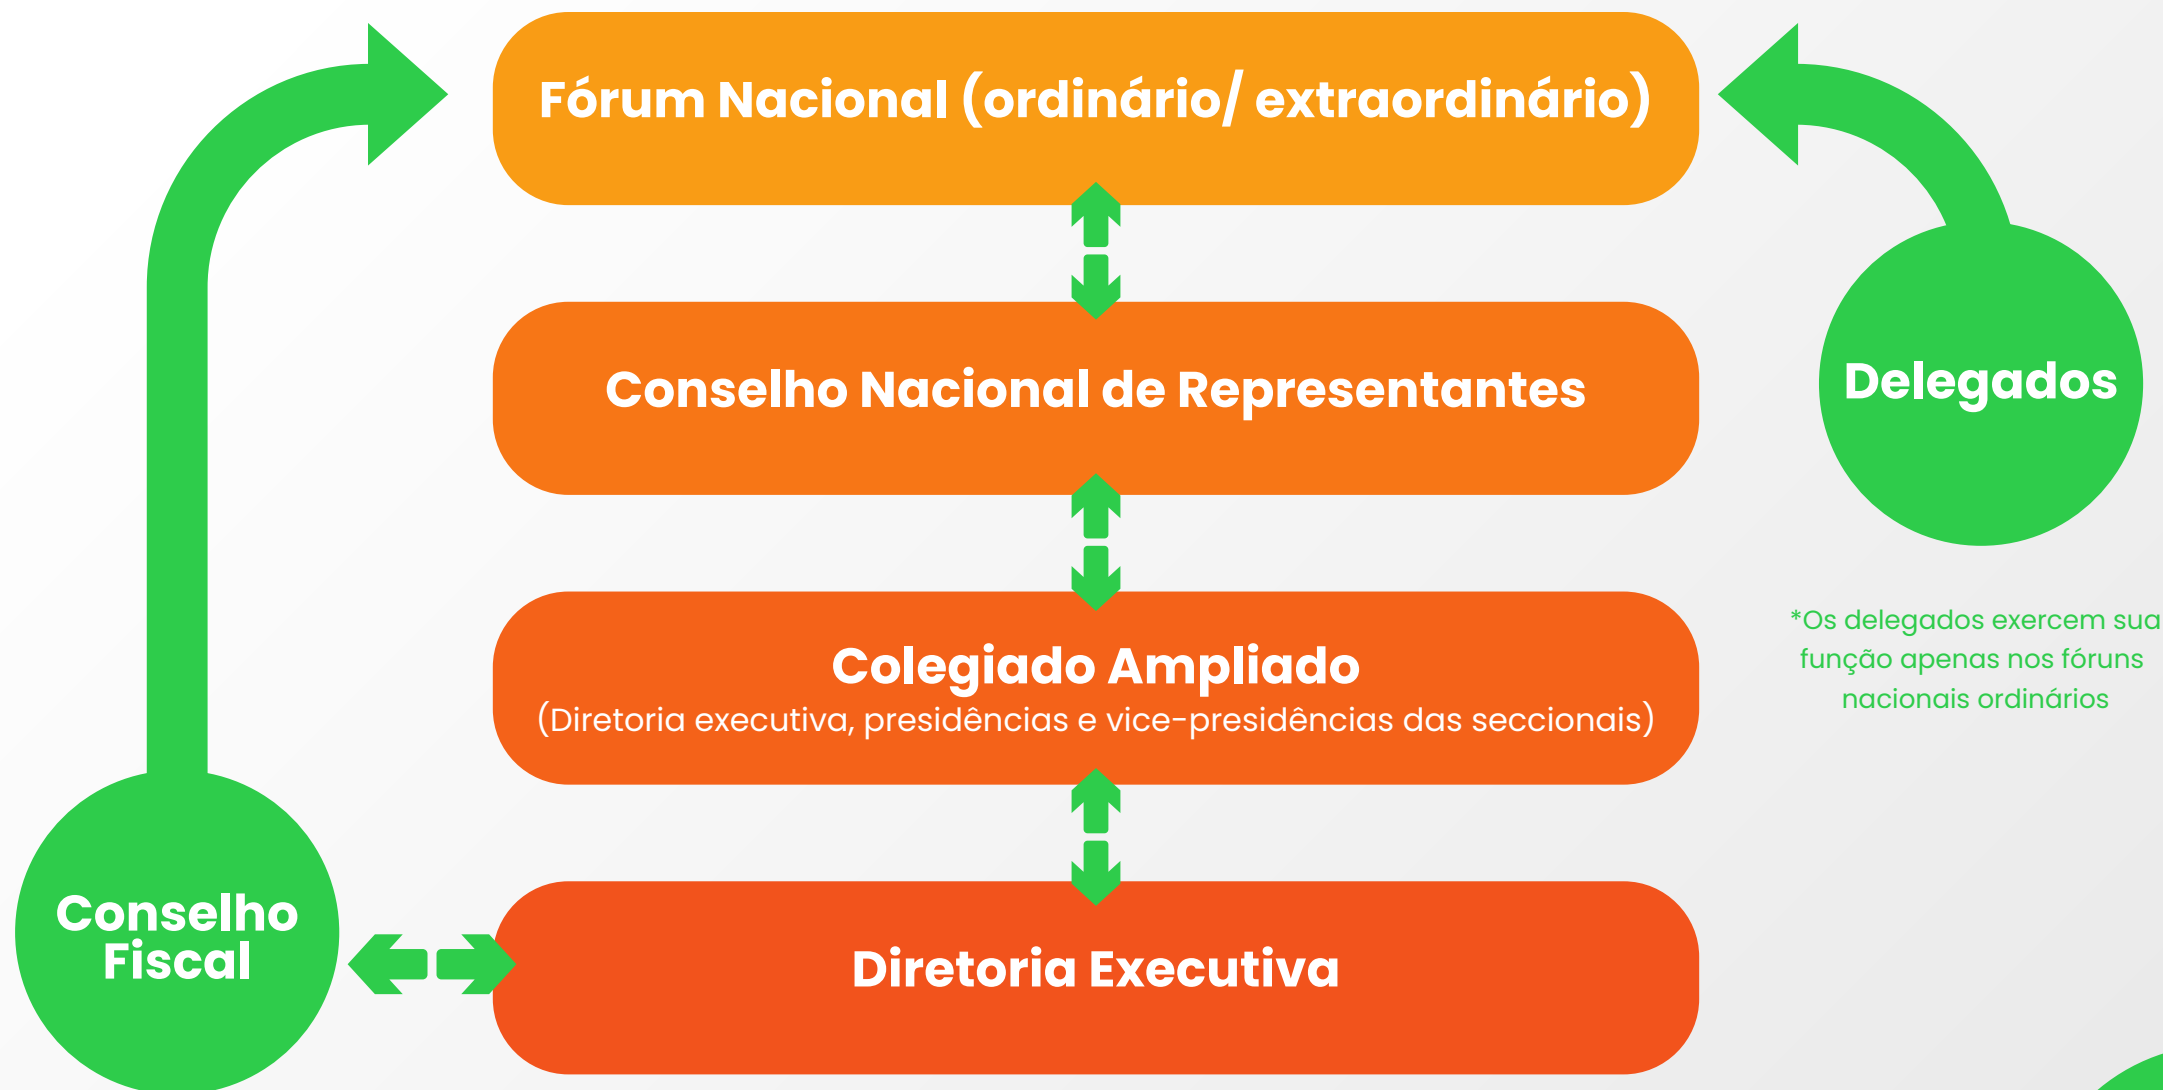 Fórum Nacional (ordinário/ extraordinário)
Conselho Nacional de Representantes
Delegados
*Os delegados exercem sua
função apenas nos fóruns
nacionais ordinários
Colegiado Ampliado
(Diretoria executiva, presidências e vice-presidências das seccionais)
Conselho
Fiscal
Diretoria Executiva